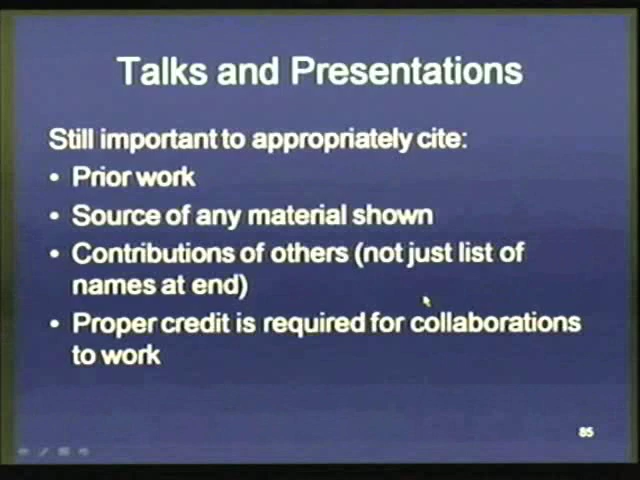 Talks and Presentations
Still important to appropriately cite:
• Prior work
• Source of any material shown
• Contributions of others (not just list of
names at end)
• Proper credit is required for collaborations
to work
85